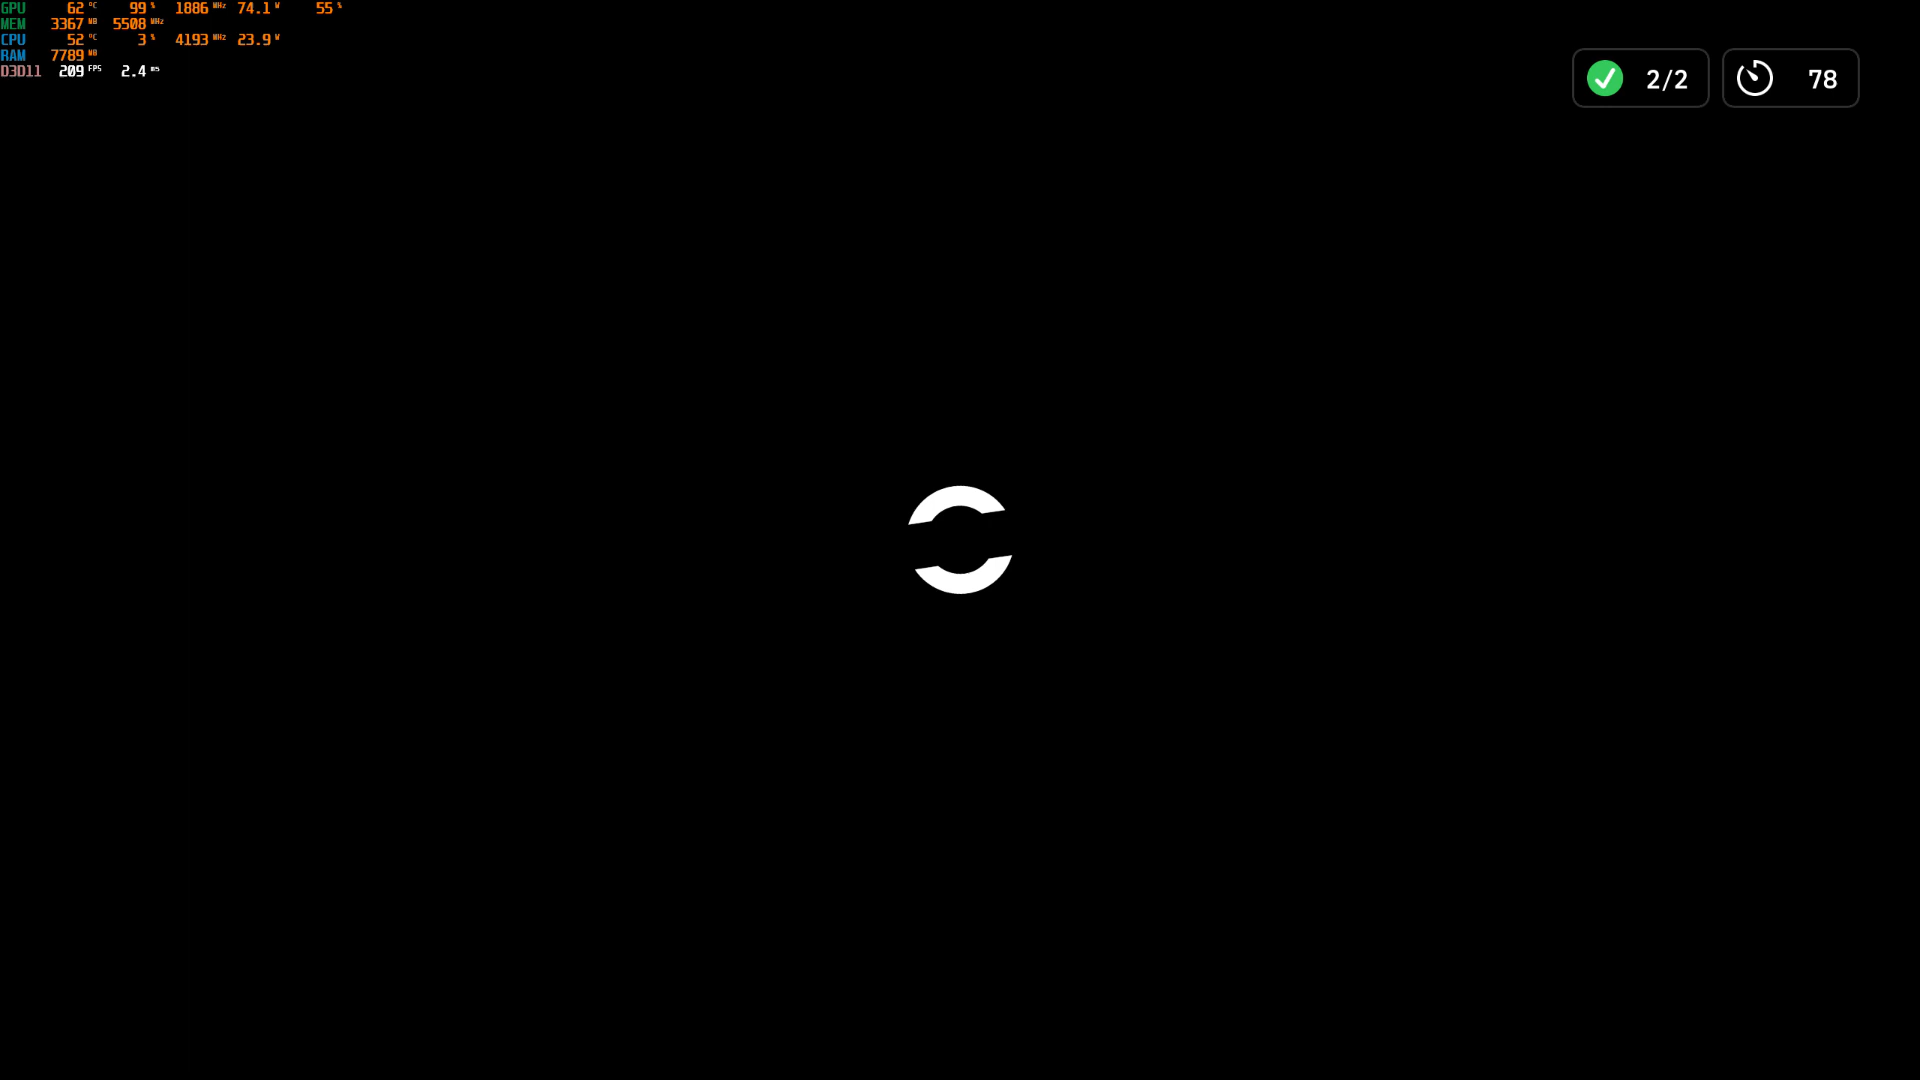 GPU 62 °C 99 % 1886 MHz 74.1 W 55 %
MEM 3367 MB 5508 MHz
CPU 52 °C 3 % 4193 MHz 23.9 W
RAM 7789 MB
D3D11 209 FPS 2.4 ms
2/2 78